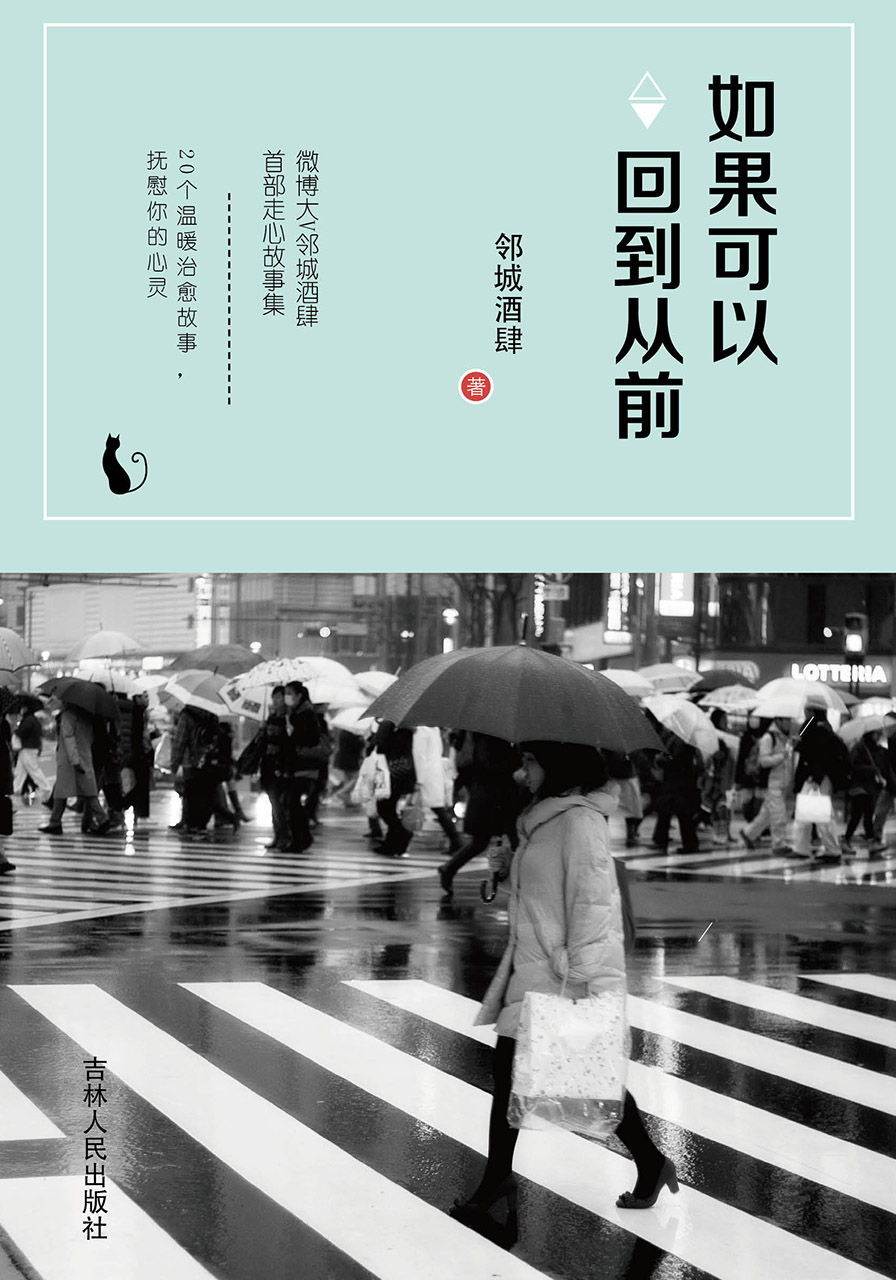 如果可以
回到从前
邻城酒肆
著
微博大V邻城酒肆
首部走心故事集
20个温暖治愈故事，
抚慰你的心灵
LOTTERIA
吉林人民出版社